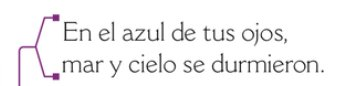 En el azul de tus ojos,
mar y cielo se durmieron.